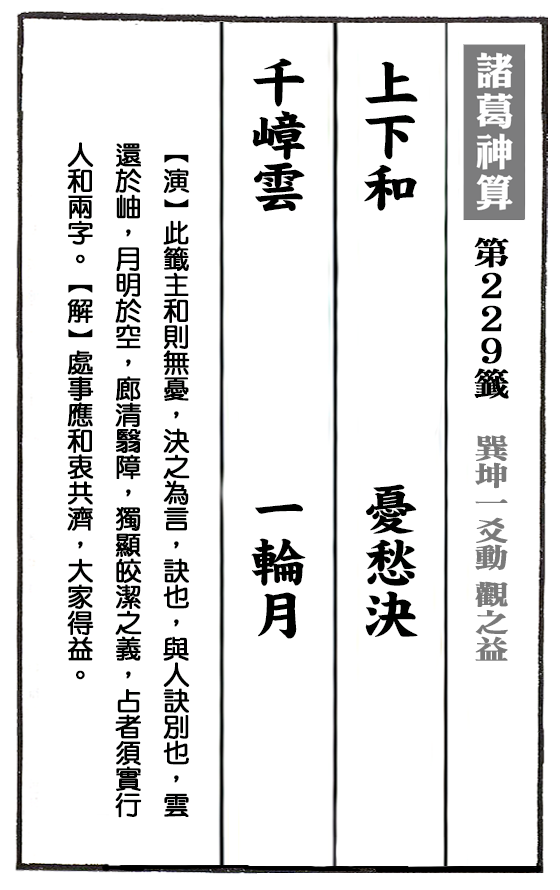 諸葛神算 第229籤 巽坤一爻動 觀之益
上下和 憂愁決
千嶂雲 一輪月
【演】此籤主和則無憂，決之為言，訣也，與人訣別也，雲
還於岫，月明於空，廊清翳障，獨顯皎潔之義，占者須實行
人和兩字。【解】處事應和衷共濟，大家得益。